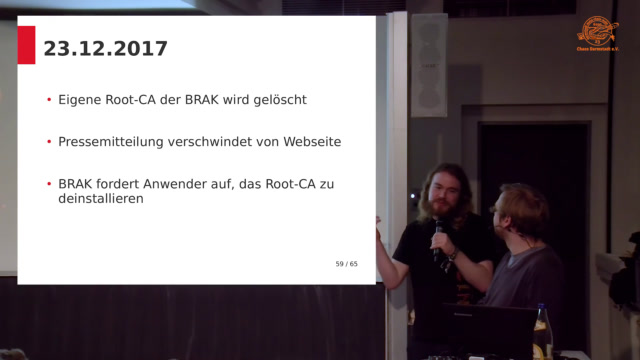 23.12.2017
• Eigene Root-CA der BRAK wird gelöscht
• Pressemitteilung verschwindet von Webseite
• BRAK fordert Anwender auf, das Root-CA zu
deinstallieren
59 / 65
Chaos Darmstadt e.V.